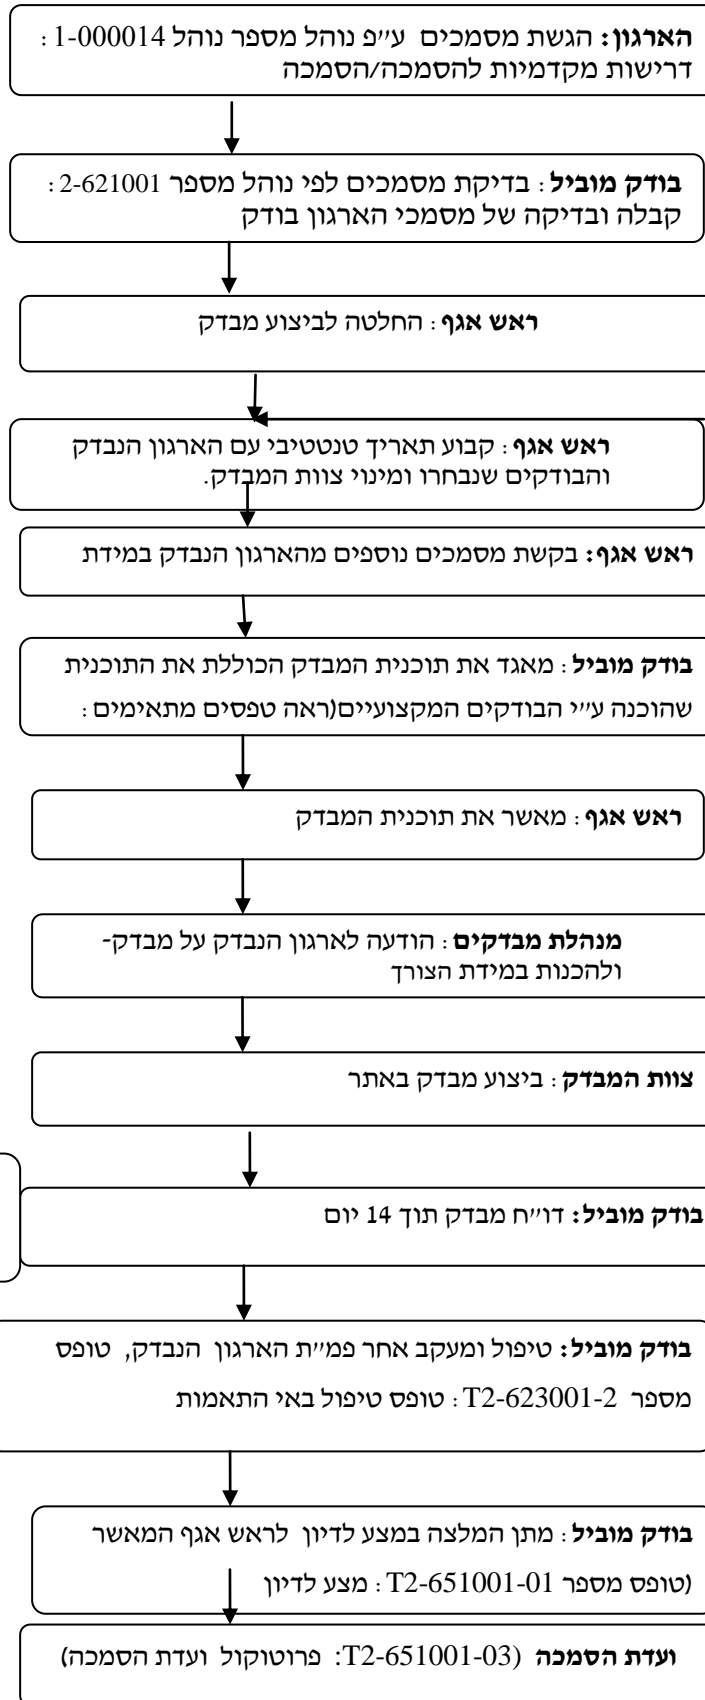 הארגון: הגשת מסמכים ע״פ נוהל מספר נוהל 1-000014:
דרישות מקדמיות להסמכה/הסמכה
בודק מוביל: בדיקת מסמכים לפי נוהל מספר 2-621001:
קבלה ובדיקה של מסמכי הארגון בודק
ראש אגף: החלטה לביצוע מבדק
ראש אגף: קבוע תאריך טנטטיבי עם הארגון הנבדק
והבודקים שנבחרו ומינוי צוות המבדק.
ראש אגף: בקשת מסמכים נוספים מהארגון הנבדק במידת
בודק מוביל: מאגד את תוכנית המבדק הכוללת את התוכנית
שהוכנה ע״י הבודקים המקצועיים(ראה טפסים מתאימים:
ראש אגף: מאשר את תוכנית המבדק
מנהלת מבדקים: הודעה לארגון הנבדק על מבדק-
ולהכנות במידת הצורך
צוות המבדק: ביצוע מבדק באתר
בודק מוביל: דו״ח מבדק תוך 14 יום
בודק מוביל: טיפול ומעקב אחר פמ״ת הארגון הנבדק, טופס
מספר T2-623001-2: טופס טיפול באי התאמות
בודק מוביל: מתן המלצה במצע לדיון לראש אגף המאשר
(טופס מספר T2-651001-01: מצע לדיון
ועדת הסמכה (T2-651001-03: פרוטוקול ועדת הסמכה)